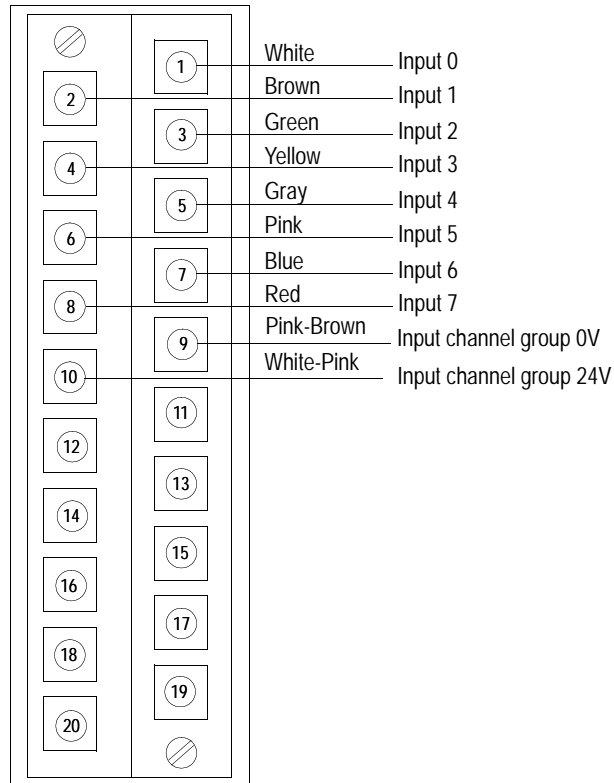 1 White Input 0
2 Brown Input 1
3 Green Input 2
4 Yellow Input 3
5 Gray Input 4
6 Pink Input 5
7 Blue Input 6
8 Red Input 7
9 Pink-Brown Input channel group 0V
10 White-Pink Input channel group 24V
11
12
13
14
15
16
17
18
19
20